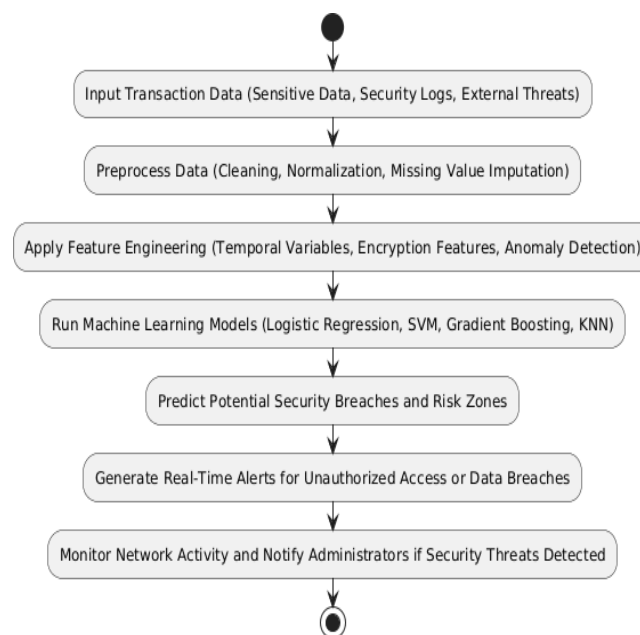 Input Transaction Data (Sensitive Data, Security Logs, External Threats)
Preprocess Data (Cleaning, Normalization, Missing Value Imputation)
Apply Feature Engineering (Temporal Variables, Encryption Features, Anomaly Detection)
Run Machine Learning Models (Logistic Regression, SVM, Gradient Boosting, KNN)
Predict Potential Security Breaches and Risk Zones
Generate Real-Time Alerts for Unauthorized Access or Data Breaches
Monitor Network Activity and Notify Administrators if Security Threats Detected